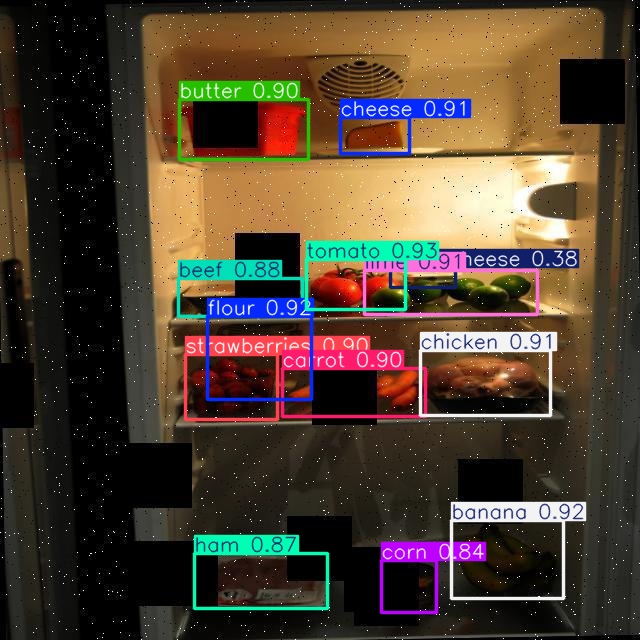 butter 0.90
cheese 0.91
tomato 0.93
lime 0.91
heese 0.38
beef 0.88
flour 0.92
strawberries 0.90
carrot 0.90
chicken 0.91
banana 0.92
ham 0.87
corn 0.84